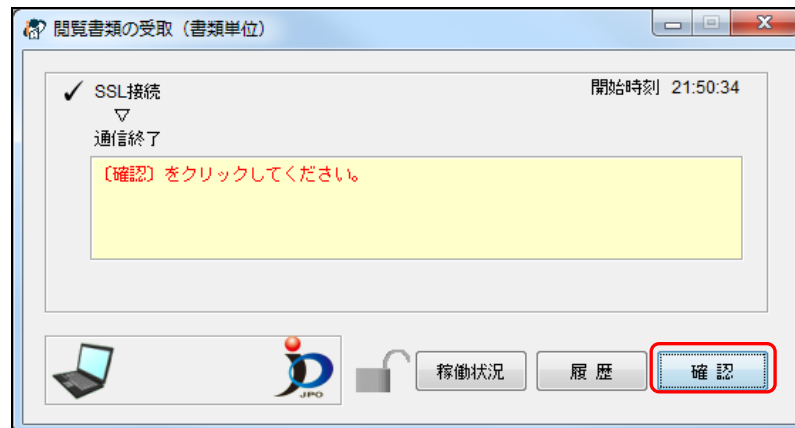 閲覧書類の受取（書類単位）
✓ SSL接続
開始時刻 21:50:34
▽
通信終了
〔確認〕をクリックしてください。
JPO
稼働状況
履 歴
確 認